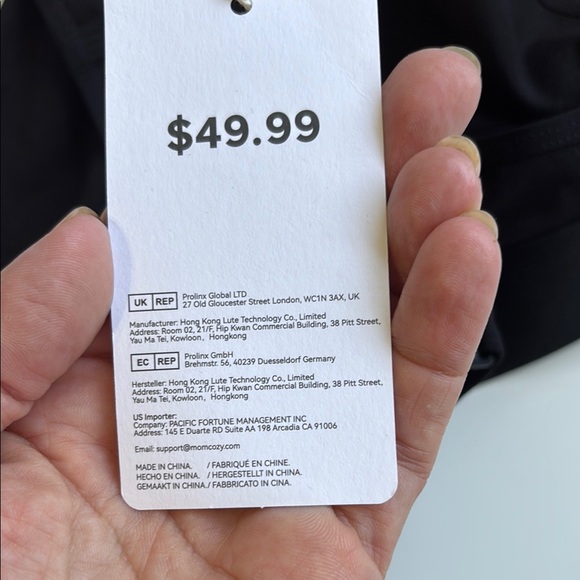 $49.99
UK REP Prolinx Global LTD
27 Old Gloucester Street London, WC1N 3AX, UK
Manufacturer: Hong Kong Lute Technology Co., Limited
Address: Room 02, 21/F, Hip Kwan Commercial Building, 38 Pitt Street,
Yau Ma Tei, Kowloon, Hongkong
EC REP Prolinx GmbH
Brehmstr. 56, 40239 Duesseldorf Germany
Hersteller: Hong Kong Lute Technology Co., Limited
Address: Room 02, 21/F, Hip Kwan Commercial Building, 38 Pitt Street,
Yau Ma Tei, Kowloon, Hongkong
US Importer:
Company: PACIFIC FORTUNE MANAGEMENT INC
Address: 145 E Duarte RD Suite AA 198 Arcadia CA 91006
Email: support@momcozy.com
MADE IN CHINA. / FABRIQUÉ EN CHINE.
HECHO EN CHINA. / HERGESTELLT IN CHINA.
GEMAAKT IN CHINA./ FABBRICATO IN CINA.